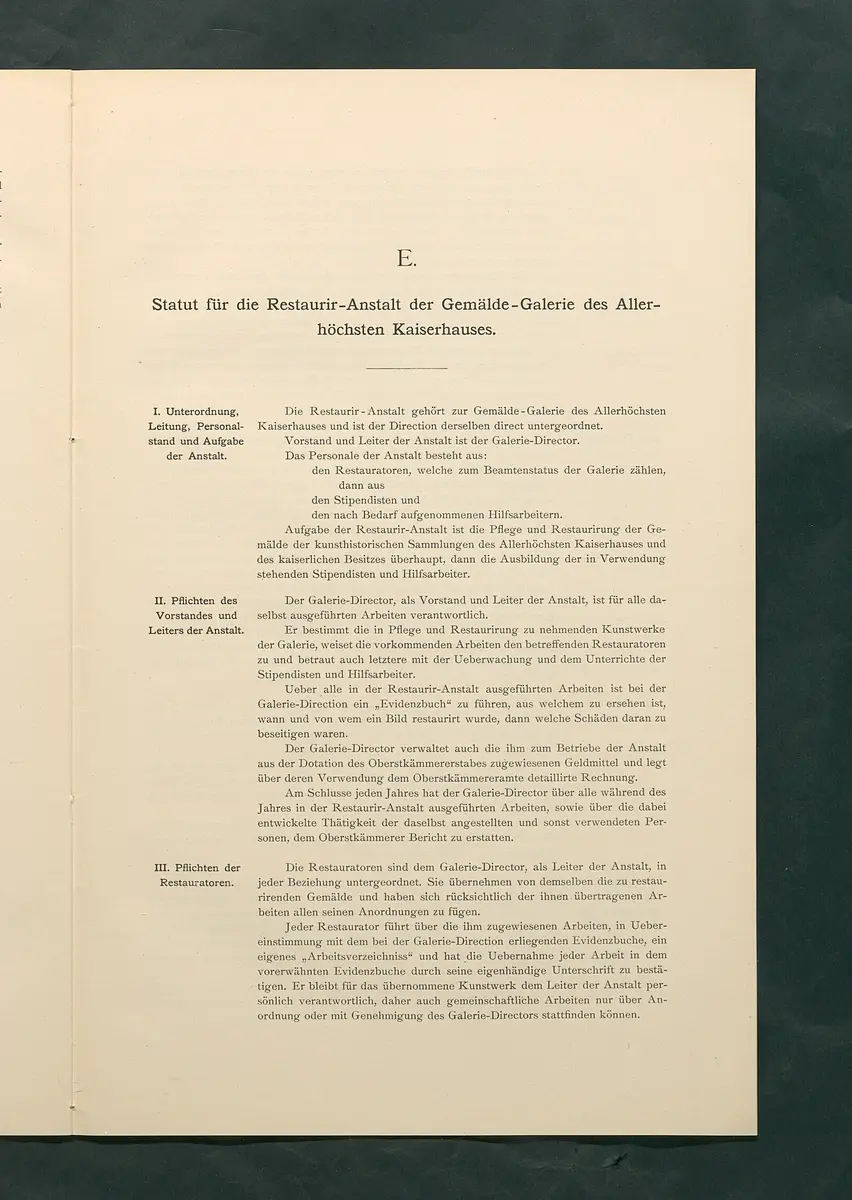 E.
Statut für die Restaurir-Anstalt der Gemälde-Galerie des Aller-
höchsten Kaiserhauses.
I. Unterordnung,
Leitung, Personal-
stand und Aufgabe
der Anstalt.
Die Restaurir-Anstalt gehört zur Gemälde-Galerie des Allerhöchsten
Kaiserhauses und ist der Direction derselben direct untergeordnet.
Vorstand und Leiter der Anstalt ist der Galerie-Director.
Das Personale der Anstalt besteht aus:
den Restauratoren, welche zum Beamtenstatus der Galerie zählen,
dann aus
den Stipendisten und
den nach Bedarf aufgenommenen Hilfsarbeitern.
Aufgabe der Restaurir-Anstalt ist die Pflege und Restaurirung der Ge-
mälde der kunsthistorischen Sammlungen des Allerhöchsten Kaiserhauses und
des kaiserlichen Besitzes überhaupt, dann die Ausbildung der in Verwendung
stehenden Stipendisten und Hilfsarbeiter.
II. Pflichten des
Vorstandes und
Leiters der Anstalt.
Der Galerie-Director, als Vorstand und Leiter der Anstalt, ist für alle da-
selbst ausgeführten Arbeiten verantwortlich.
Er bestimmt die in Pflege und Restaurirung zu nehmenden Kunstwerke
der Galerie, weiset die vorkommenden Arbeiten den betreffenden Restauratoren
zu und betraut auch letztere mit der Ueberwachung und dem Unterrichte der
Stipendisten und Hilfsarbeiter.
Ueber alle in der Restaurir-Anstalt ausgeführten Arbeiten ist bei der
Galerie-Direction ein „Evidenzbuch“ zu führen, aus welchem zu ersehen ist,
wann und von wem ein Bild restaurirt wurde, dann welche Schäden daran zu
beseitigen waren.
Der Galerie-Director verwaltet auch die ihm zum Betriebe der Anstalt
aus der Dotation des Oberstkämmererstabes zugewiesenen Geldmittel und legt
über deren Verwendung dem Oberstkämmereramte detaillirte Rechnung.
Am Schlusse jeden Jahres hat der Galerie-Director über alle während des
Jahres in der Restaurir-Anstalt ausgeführten Arbeiten, sowie über die dabei
entwickelte Thätigkeit der daselbst angestellten und sonst verwendeten Per-
sonen, dem Oberstkämmerer Bericht zu erstatten.
III. Pflichten der
Restauratoren.
Die Restauratoren sind dem Galerie-Director, als Leiter der Anstalt, in
jeder Beziehung untergeordnet. Sie übernehmen von demselben die zu restau-
rirenden Gemälde und haben sich rücksichtlich der ihnen übertragenen Ar-
beiten allen seinen Anordnungen zu fügen.
Jeder Restaurator führt über die ihm zugewiesenen Arbeiten, in Ueber-
einstimmung mit dem bei der Galerie-Direction erliegenden Evidenzbuche, ein
eigenes „Arbeitsverzeichniss“ und hat die Uebernahme jeder Arbeit in dem
vorerwähnten Evidenzbuche durch seine eigenhändige Unterschrift zu bestä-
tigen. Er bleibt für das übernommene Kunstwerk dem Leiter der Anstalt per-
sönlich verantwortlich, daher auch gemeinschaftliche Arbeiten nur über An-
ordnung oder mit Genehmigung des Galerie-Directors stattfinden können.